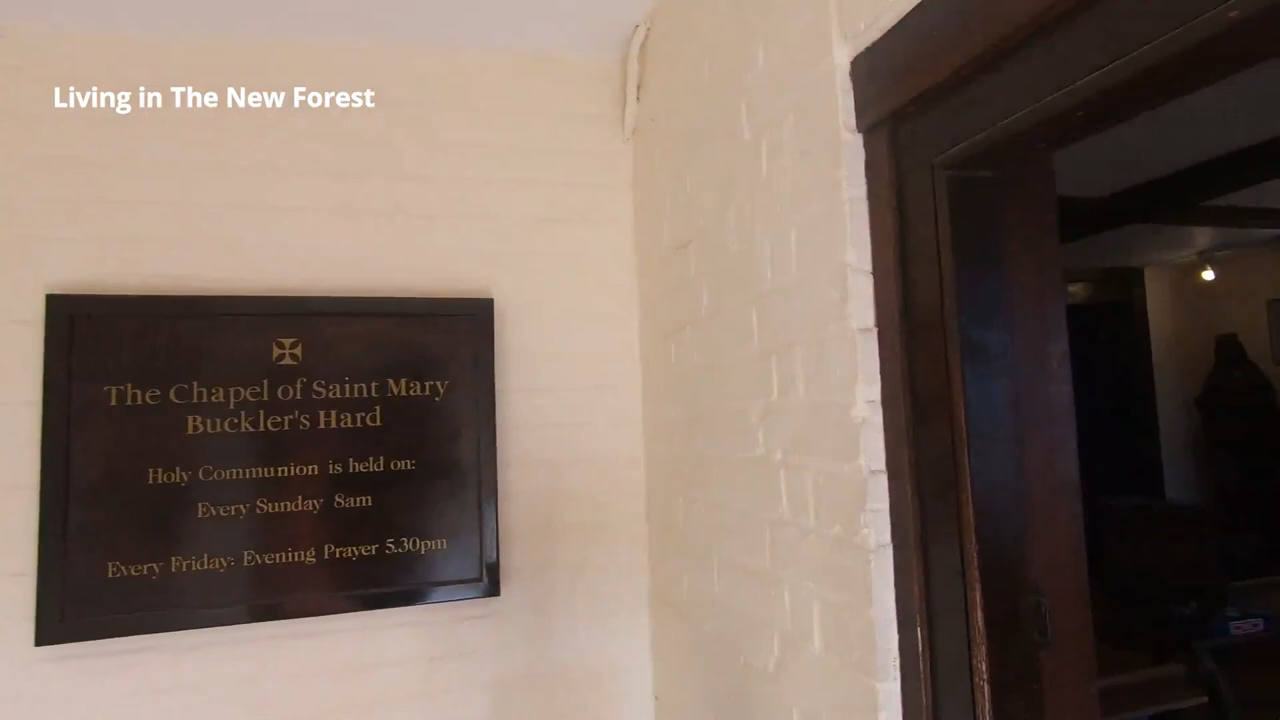 Living in The New Forest
The Chapel of Saint Mary
Buckler's Hard
Holy Communion is held on:
Every Sunday 8am
Every Friday: Evening Prayer 5.30pm